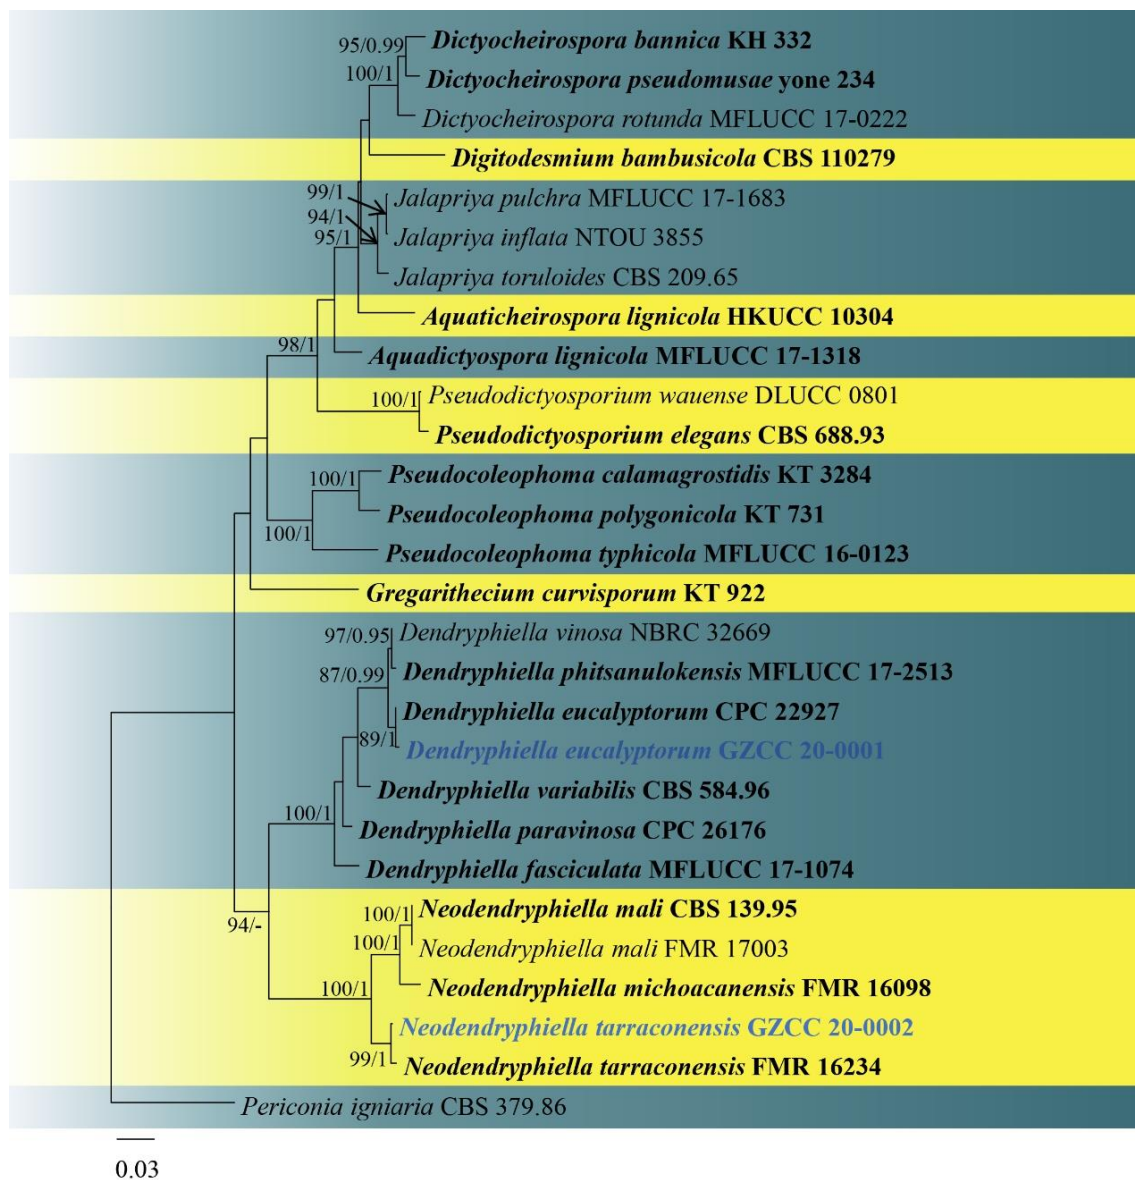 95/0.99
Dictyocheirospora bannica KH 332
100/1
Dictyocheirospora pseudomusae yone 234
Dictyocheirospora rotunda MFLUCC 17-0222
Digitodesmium bambusicola CBS 110279
99/1
Jalapriya pulchra MFLUCC 17-1683
94/1
95/1
Jalapriya inflata NTOU 3855
Jalapriya toruloides CBS 209.65
Aquaticheirospora lignicola HKUCC 10304
98/1
Aquadictyospora lignicola MFLUCC 17-1318
100/1
Pseudodictyosporium wauense DLUCC 0801
Pseudodictyosporium elegans CBS 688.93
100/1
Pseudocoleophoma calamagrostidis KT 3284
Pseudocoleophoma polygonicola KT 731
100/1
Pseudocoleophoma typhicola MFLUCC 16-0123
Gregarithecium curvisporum KT 922
97/0.95
Dendryphiella vinosa NBRC 32669
87/0.99
Dendryphiella phitsanulokensis MFLUCC 17-2513
Dendryphiella eucalyptorum CPC 22927
89/1
Dendryphiella eucalyptorum GZCC 20-0001
Dendryphiella variabilis CBS 584.96
100/1
Dendryphiella paravinosa CPC 26176
Dendryphiella fasciculata MFLUCC 17-1074
94/-
100/1
Neodendryphiella mali CBS 139.95
100/1
Neodendryphiella mali FMR 17003
100/1
Neodendryphiella michoacanensis FMR 16098
Neodendryphiella tarraconensis GZCC 20-0002
99/1
Neodendryphiella tarraconensis FMR 16234
Periconia igniaria CBS 379.86
0.03